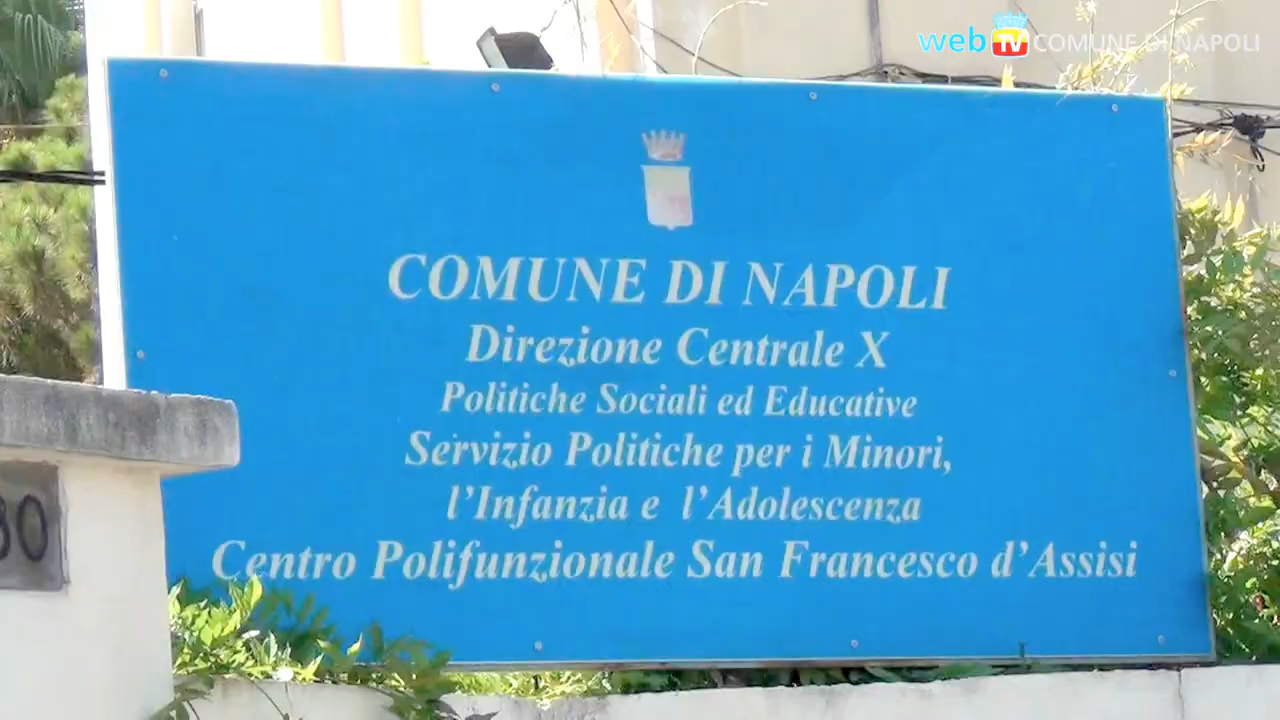 web TV COMUNE DI NAPOLI
COMUNE DI NAPOLI
Direzione Centrale X
Politiche Sociali ed Educative
Servizio Politiche per i Minori,
l'Infanzia e l'Adolescenza
Centro Polifunzionale San Francesco d'Assisi
80